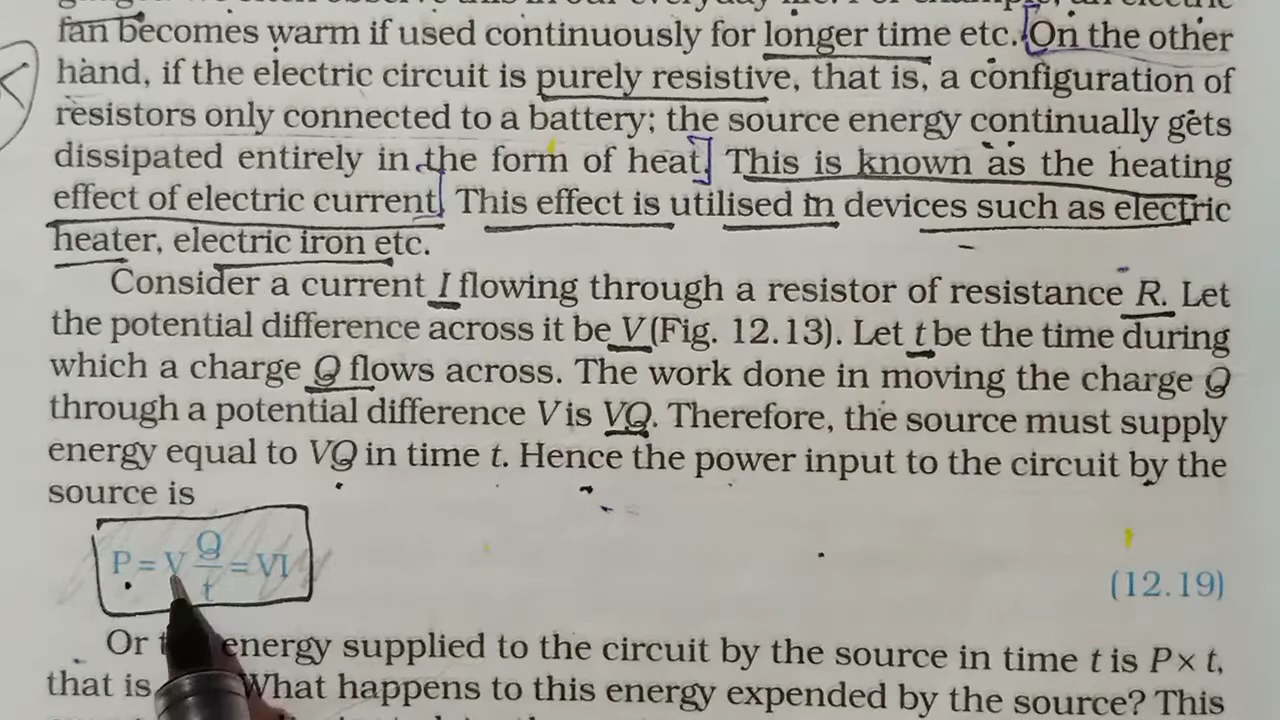 fan becomes warm if used continuously for longer time etc. On the other
hand, if the electric circuit is purely resistive, that is, a configuration of
resistors only connected to a battery; the source energy continually gets
dissipated entirely in the form of heat. This is known as the heating
effect of electric current. This effect is utilised in devices such as electric
heater, electric iron etc.
Consider a current I flowing through a resistor of resistance R. Let
the potential difference across it be V (Fig. 12.13). Let t be the time during
which a charge Q flows across. The work done in moving the charge Q
through a potential difference V is VQ. Therefore, the source must supply
energy equal to VQ in time t. Hence the power input to the circuit by the
source is
P = V Q/t = VI (12.19)
Or energy supplied to the circuit by the source in time t is P × t,
that is, What happens to this energy expended by the source? This